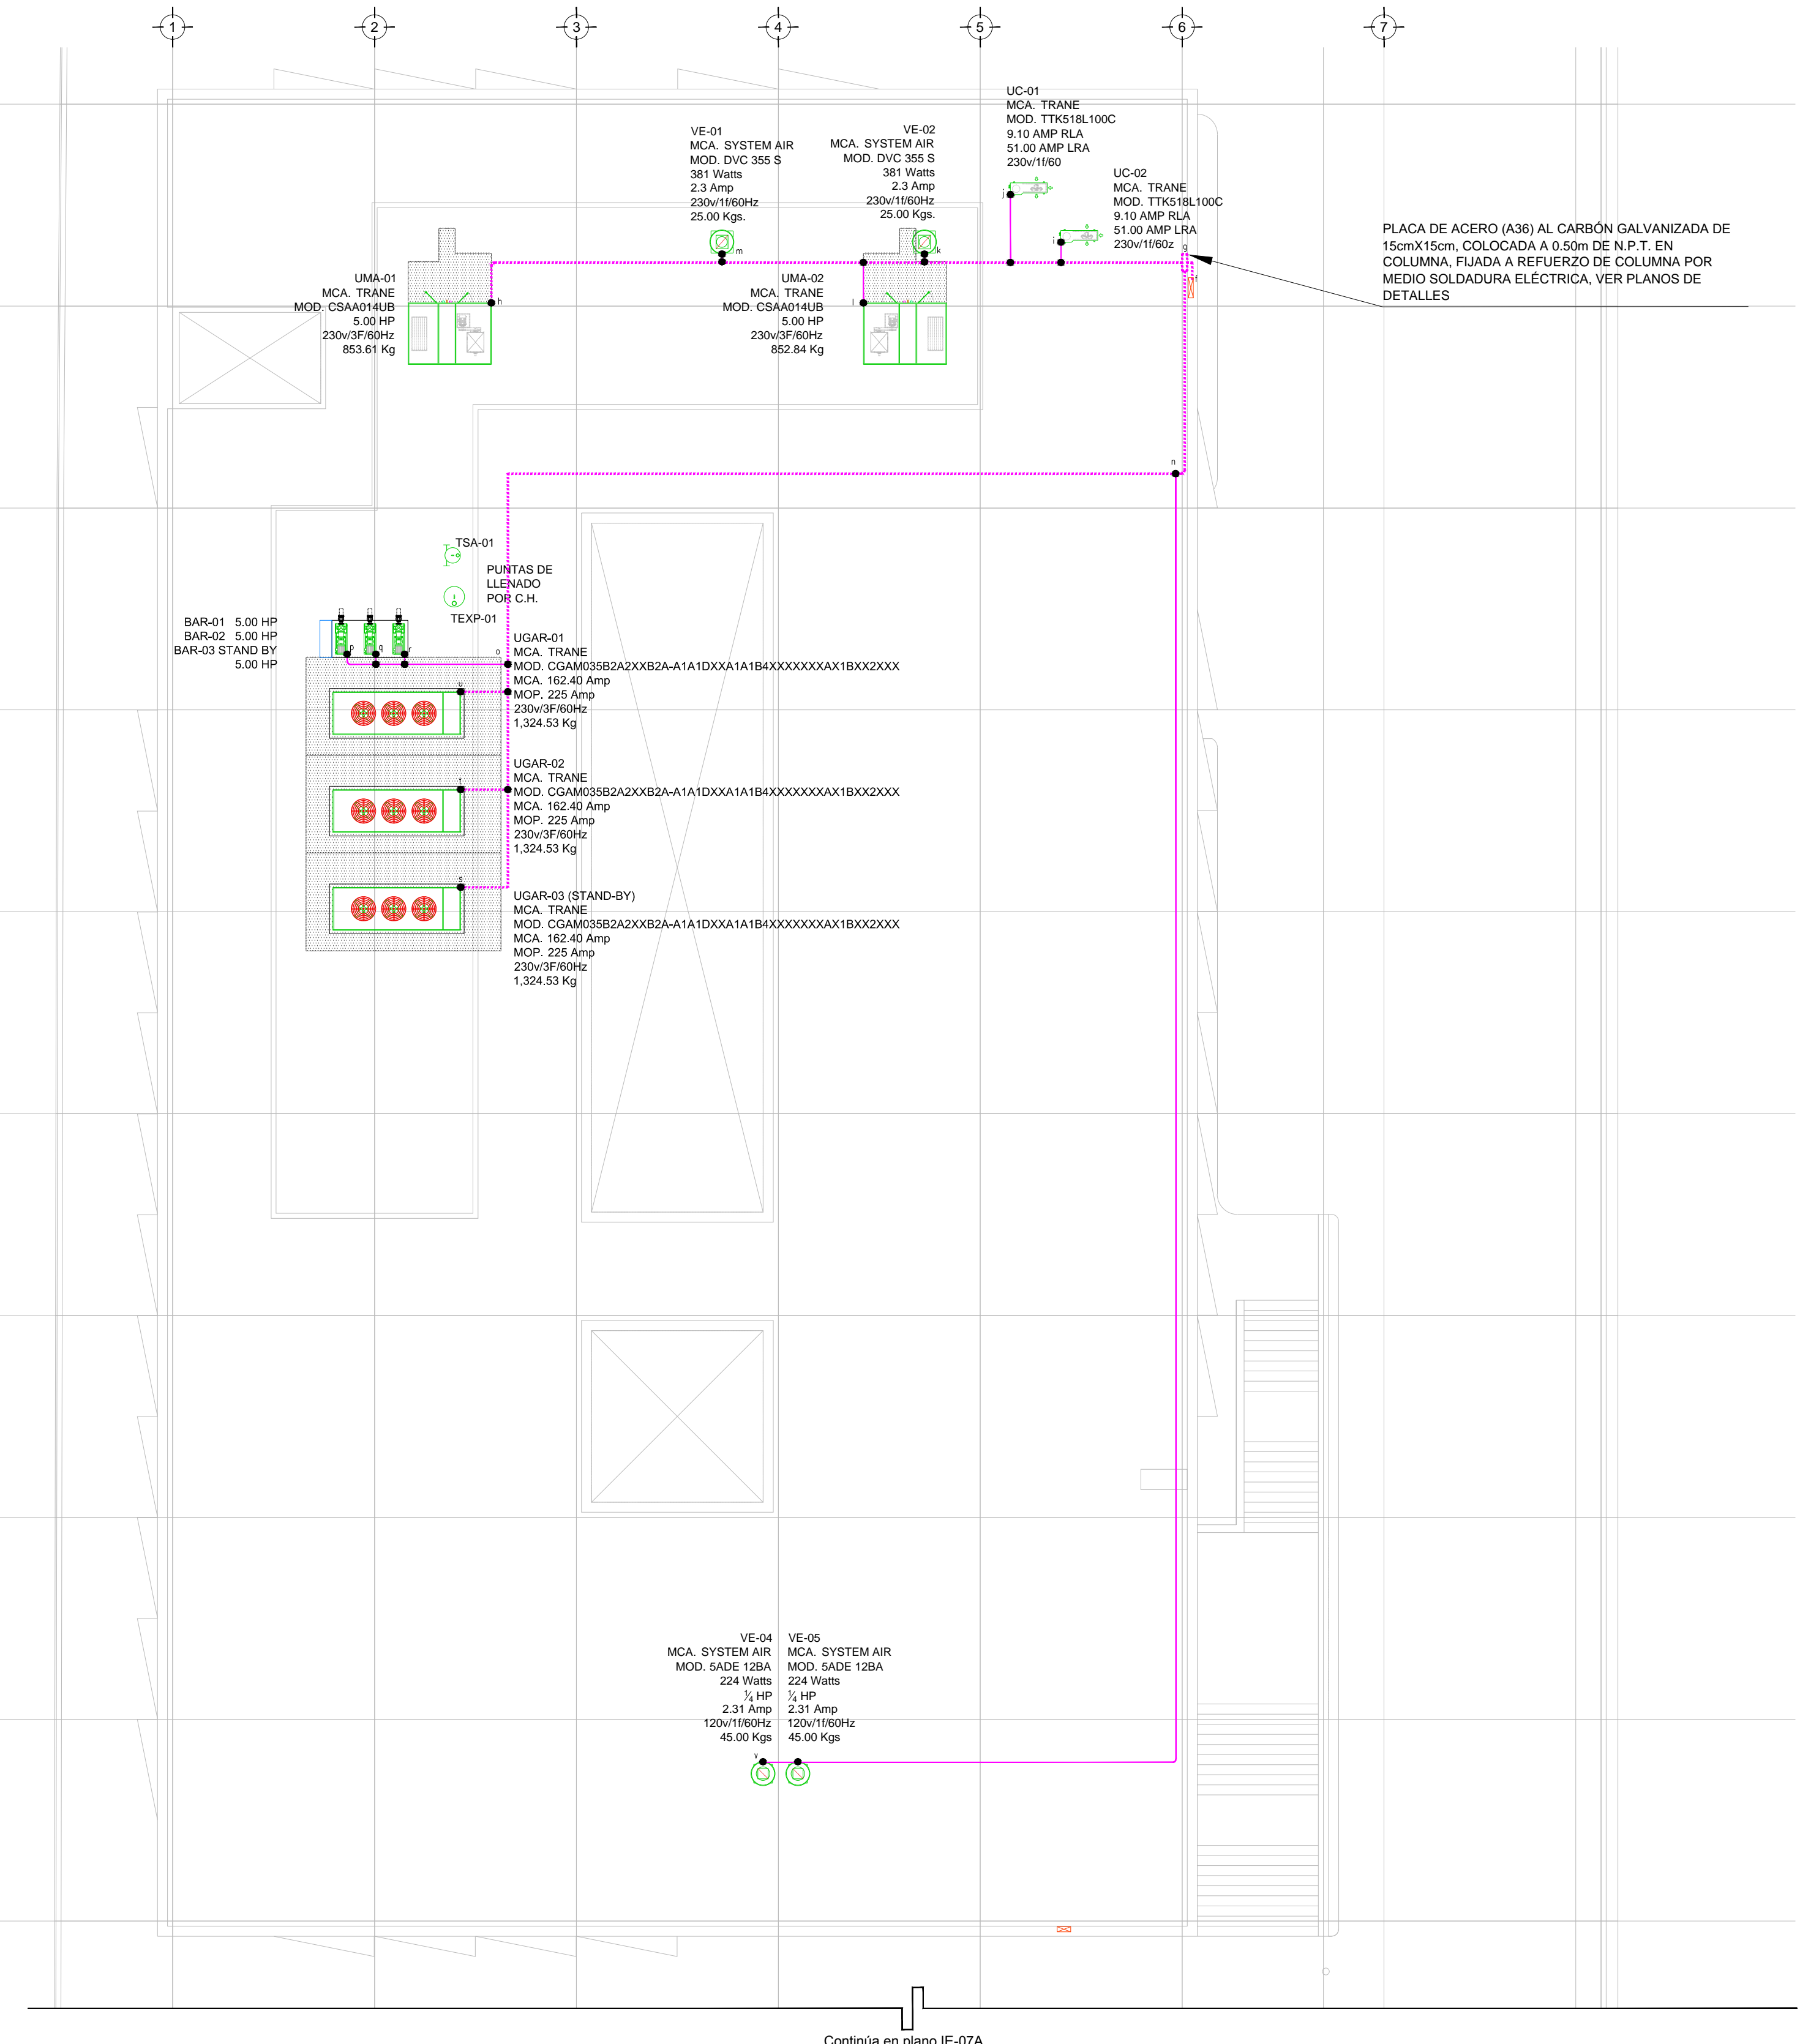 1
2
3
4
5
6
7
UC-01
MCA. TRANE
MOD. TTK518L100C
9.10 AMP RLA
51.00 AMP LRA
230v/1f/60
VE-01
MCA. SYSTEM AIR
MOD. DVC 355 S
381 Watts
2.3 Amp
230v/1f/60Hz
25.00 Kgs.
VE-02
MCA. SYSTEM AIR
MOD. DVC 355 S
381 Watts
2.3 Amp
230v/1f/60Hz
25.00 Kgs.
UC-02
MCA. TRANE
MOD. TTK518L100C
9.10 AMP RLA
51.00 AMP LRA
230v/1f/60z
j
i
g
f
m
k
PLACA DE ACERO (A36) AL CARBÓN GALVANIZADA DE
15cmX15cm, COLOCADA A 0.50m DE N.P.T. EN
COLUMNA, FIJADA A REFUERZO DE COLUMNA POR
MEDIO SOLDADURA ELÉCTRICA, VER PLANOS DE
DETALLES
UMA-01
MCA. TRANE
MOD. CSAA014UB
5.00 HP
230v/3F/60Hz
853.61 Kg
h
UMA-02
MCA. TRANE
MOD. CSAA014UB
5.00 HP
230v/3F/60Hz
852.84 Kg
l
n
TSA-01
PUNTAS DE
LLENADO
POR C.H.
TEXP-01
BAR-01 5.00 HP
BAR-02 5.00 HP
BAR-03 STAND BY
5.00 HP
p
q
r
o
UGAR-01
MCA. TRANE
MOD. CGAM035B2A2XXB2A-A1A1DXXA1A1B4XXXXXXXAX1BXX2XXX
MCA. 162.40 Amp
MOP. 225 Amp
230v/3F/60Hz
1,324.53 Kg
u
UGAR-02
MCA. TRANE
MOD. CGAM035B2A2XXB2A-A1A1DXXA1A1B4XXXXXXXAX1BXX2XXX
MCA. 162.40 Amp
MOP. 225 Amp
230v/3F/60Hz
1,324.53 Kg
t
s
UGAR-03 (STAND-BY)
MCA. TRANE
MOD. CGAM035B2A2XXB2A-A1A1DXXA1A1B4XXXXXXXAX1BXX2XXX
MCA. 162.40 Amp
MOP. 225 Amp
230v/3F/60Hz
1,324.53 Kg
VE-04
MCA. SYSTEM AIR
MOD. 5ADE 12BA
224 Watts
¼ HP
2.31 Amp
120v/1f/60Hz
45.00 Kgs
VE-05
MCA. SYSTEM AIR
MOD. 5ADE 12BA
224 Watts
¼ HP
2.31 Amp
120v/1f/60Hz
45.00 Kgs
v
Continúa en plano IE-07A